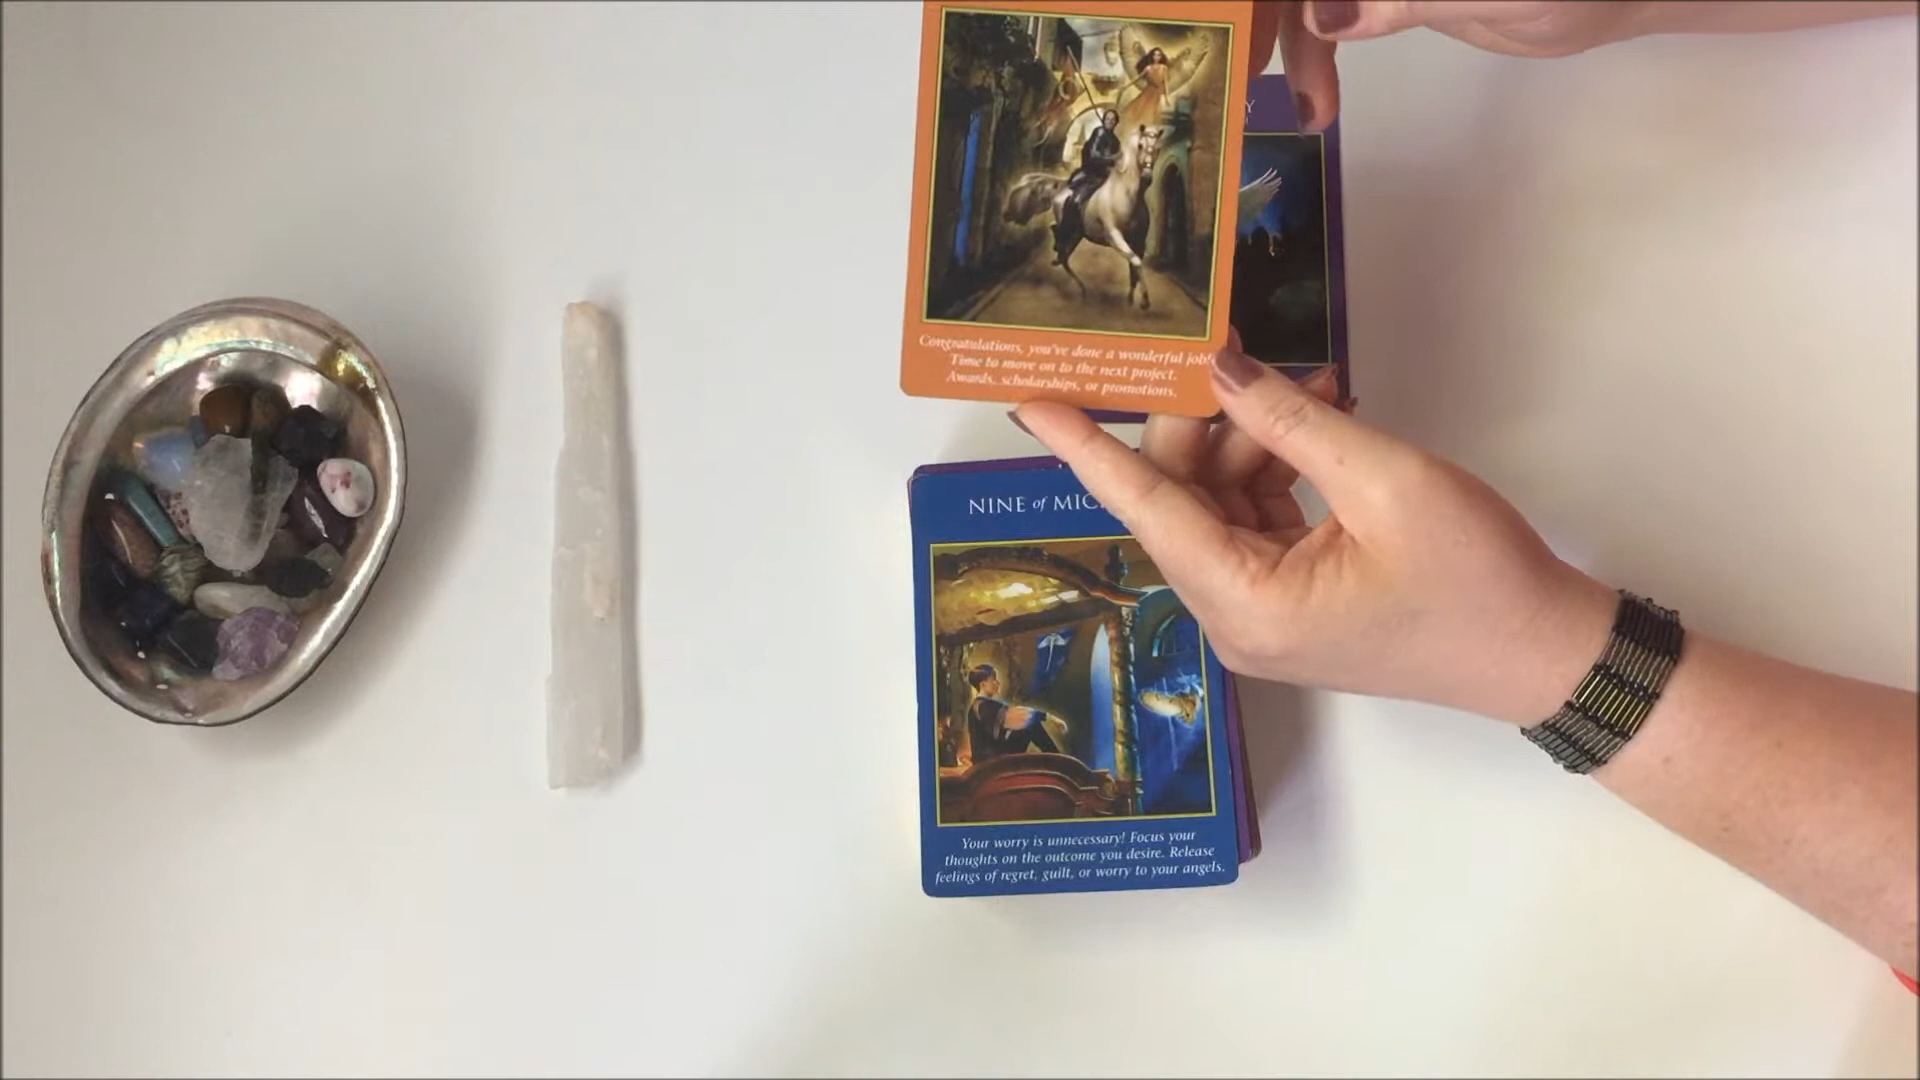 Congratulations, you've done a wonderful job!
Time to move on to the next project.
Awards, scholarships, or promotions.
NINE of MIC
Your worry is unnecessary! Focus your
thoughts on the outcome you desire. Release
feelings of regret, guilt, or worry to your angels.